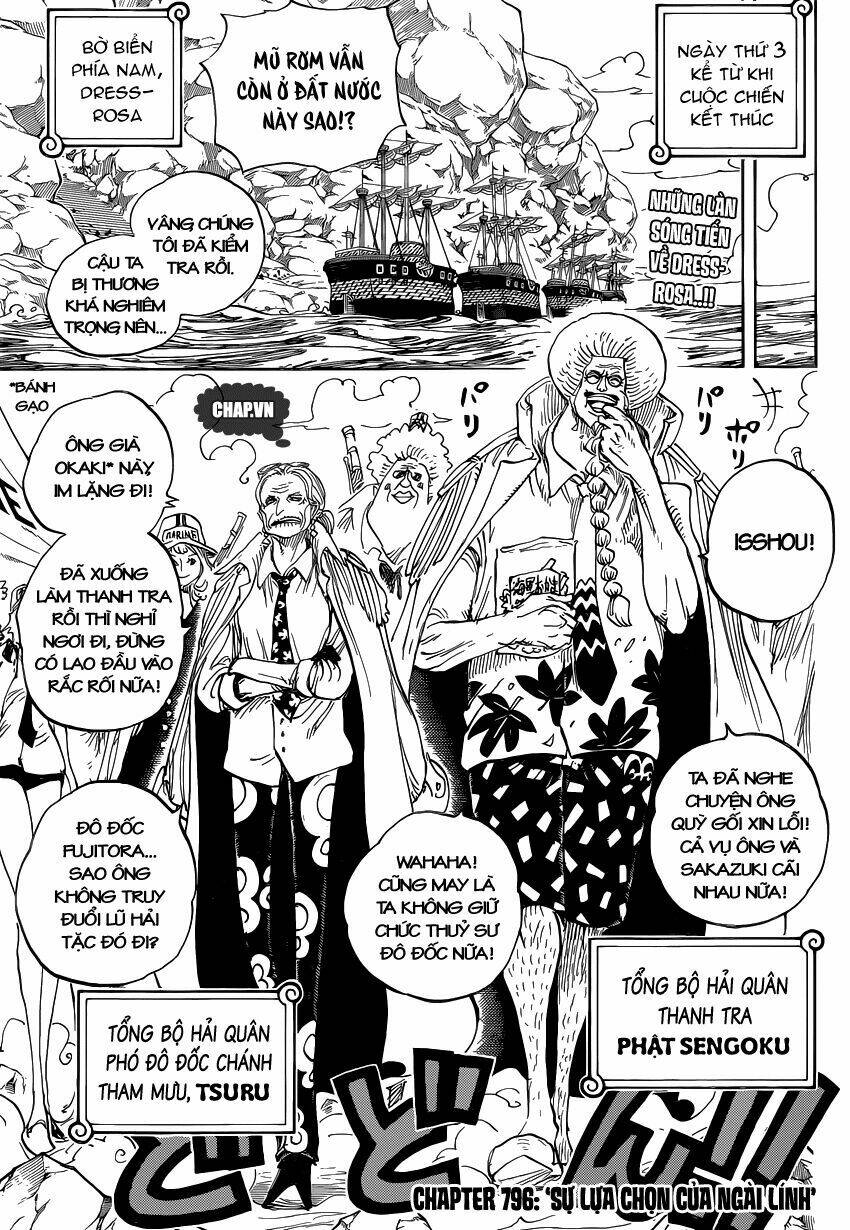 NGÀY THỨ 3
KỂ TỪ KHI
CUỘC CHIẾN
KẾT THÚC
NHỮNG LÀN
SÓNG TIẾN
VỀ DRESS-
ROSA..!!
MŨ RƠM VẪN
CÒN Ở ĐẤT NƯỚC
NÀY SAO!?
BỜ BIỂN
PHÍA NAM,
DRESS-
ROSA
VÂNG, CHÚNG
TÔI ĐÃ KIỂM
TRA RỒI.
CẬU TA
BỊ THƯƠNG
KHÁ NGHIÊM
TRỌNG NÊN...
*BÁNH
GẠO
CHAP.VN
パリ
パリ
ポリ
ISSHOU!
ÔNG GIÀ
OKAKI* NÀY
IM LẶNG ĐI!
MARINE
ĐÃ XUỐNG
LÀM THANH TRA
RỒI THÌ NGHỈ
NGƠI ĐI, ĐỪNG
CÓ LAO ĐẦU VÀO
RẮC RỐI NỮA!
TA ĐÃ NGHE
CHUYỆN ÔNG
QUỲ GỐI XIN LỖI!
CẢ VỤ ÔNG VÀ
SAKAZUKI CÃI
NHAU NỮA!
WAHAHA!
CŨNG MAY LÀ
TA KHÔNG GIỮ
CHỨC THUỶ SƯ
ĐÔ ĐỐC NỮA!
ĐÔ ĐỐC
FUJITORA...
SAO ÔNG
KHÔNG TRUY
ĐUỔI LŨ HẢI
TẶC ĐÓ ĐI?
TỔNG BỘ HẢI QUÂN
THANH TRA
PHẬT SENGOKU
TỔNG BỘ HẢI QUÂN
PHÓ ĐÔ ĐỐC CHÁNH
THAM MƯU, TSURU
どどん!!
CHAPTER 796: 'SỰ LỰA CHỌN CỦA NGÀI LÍNH'